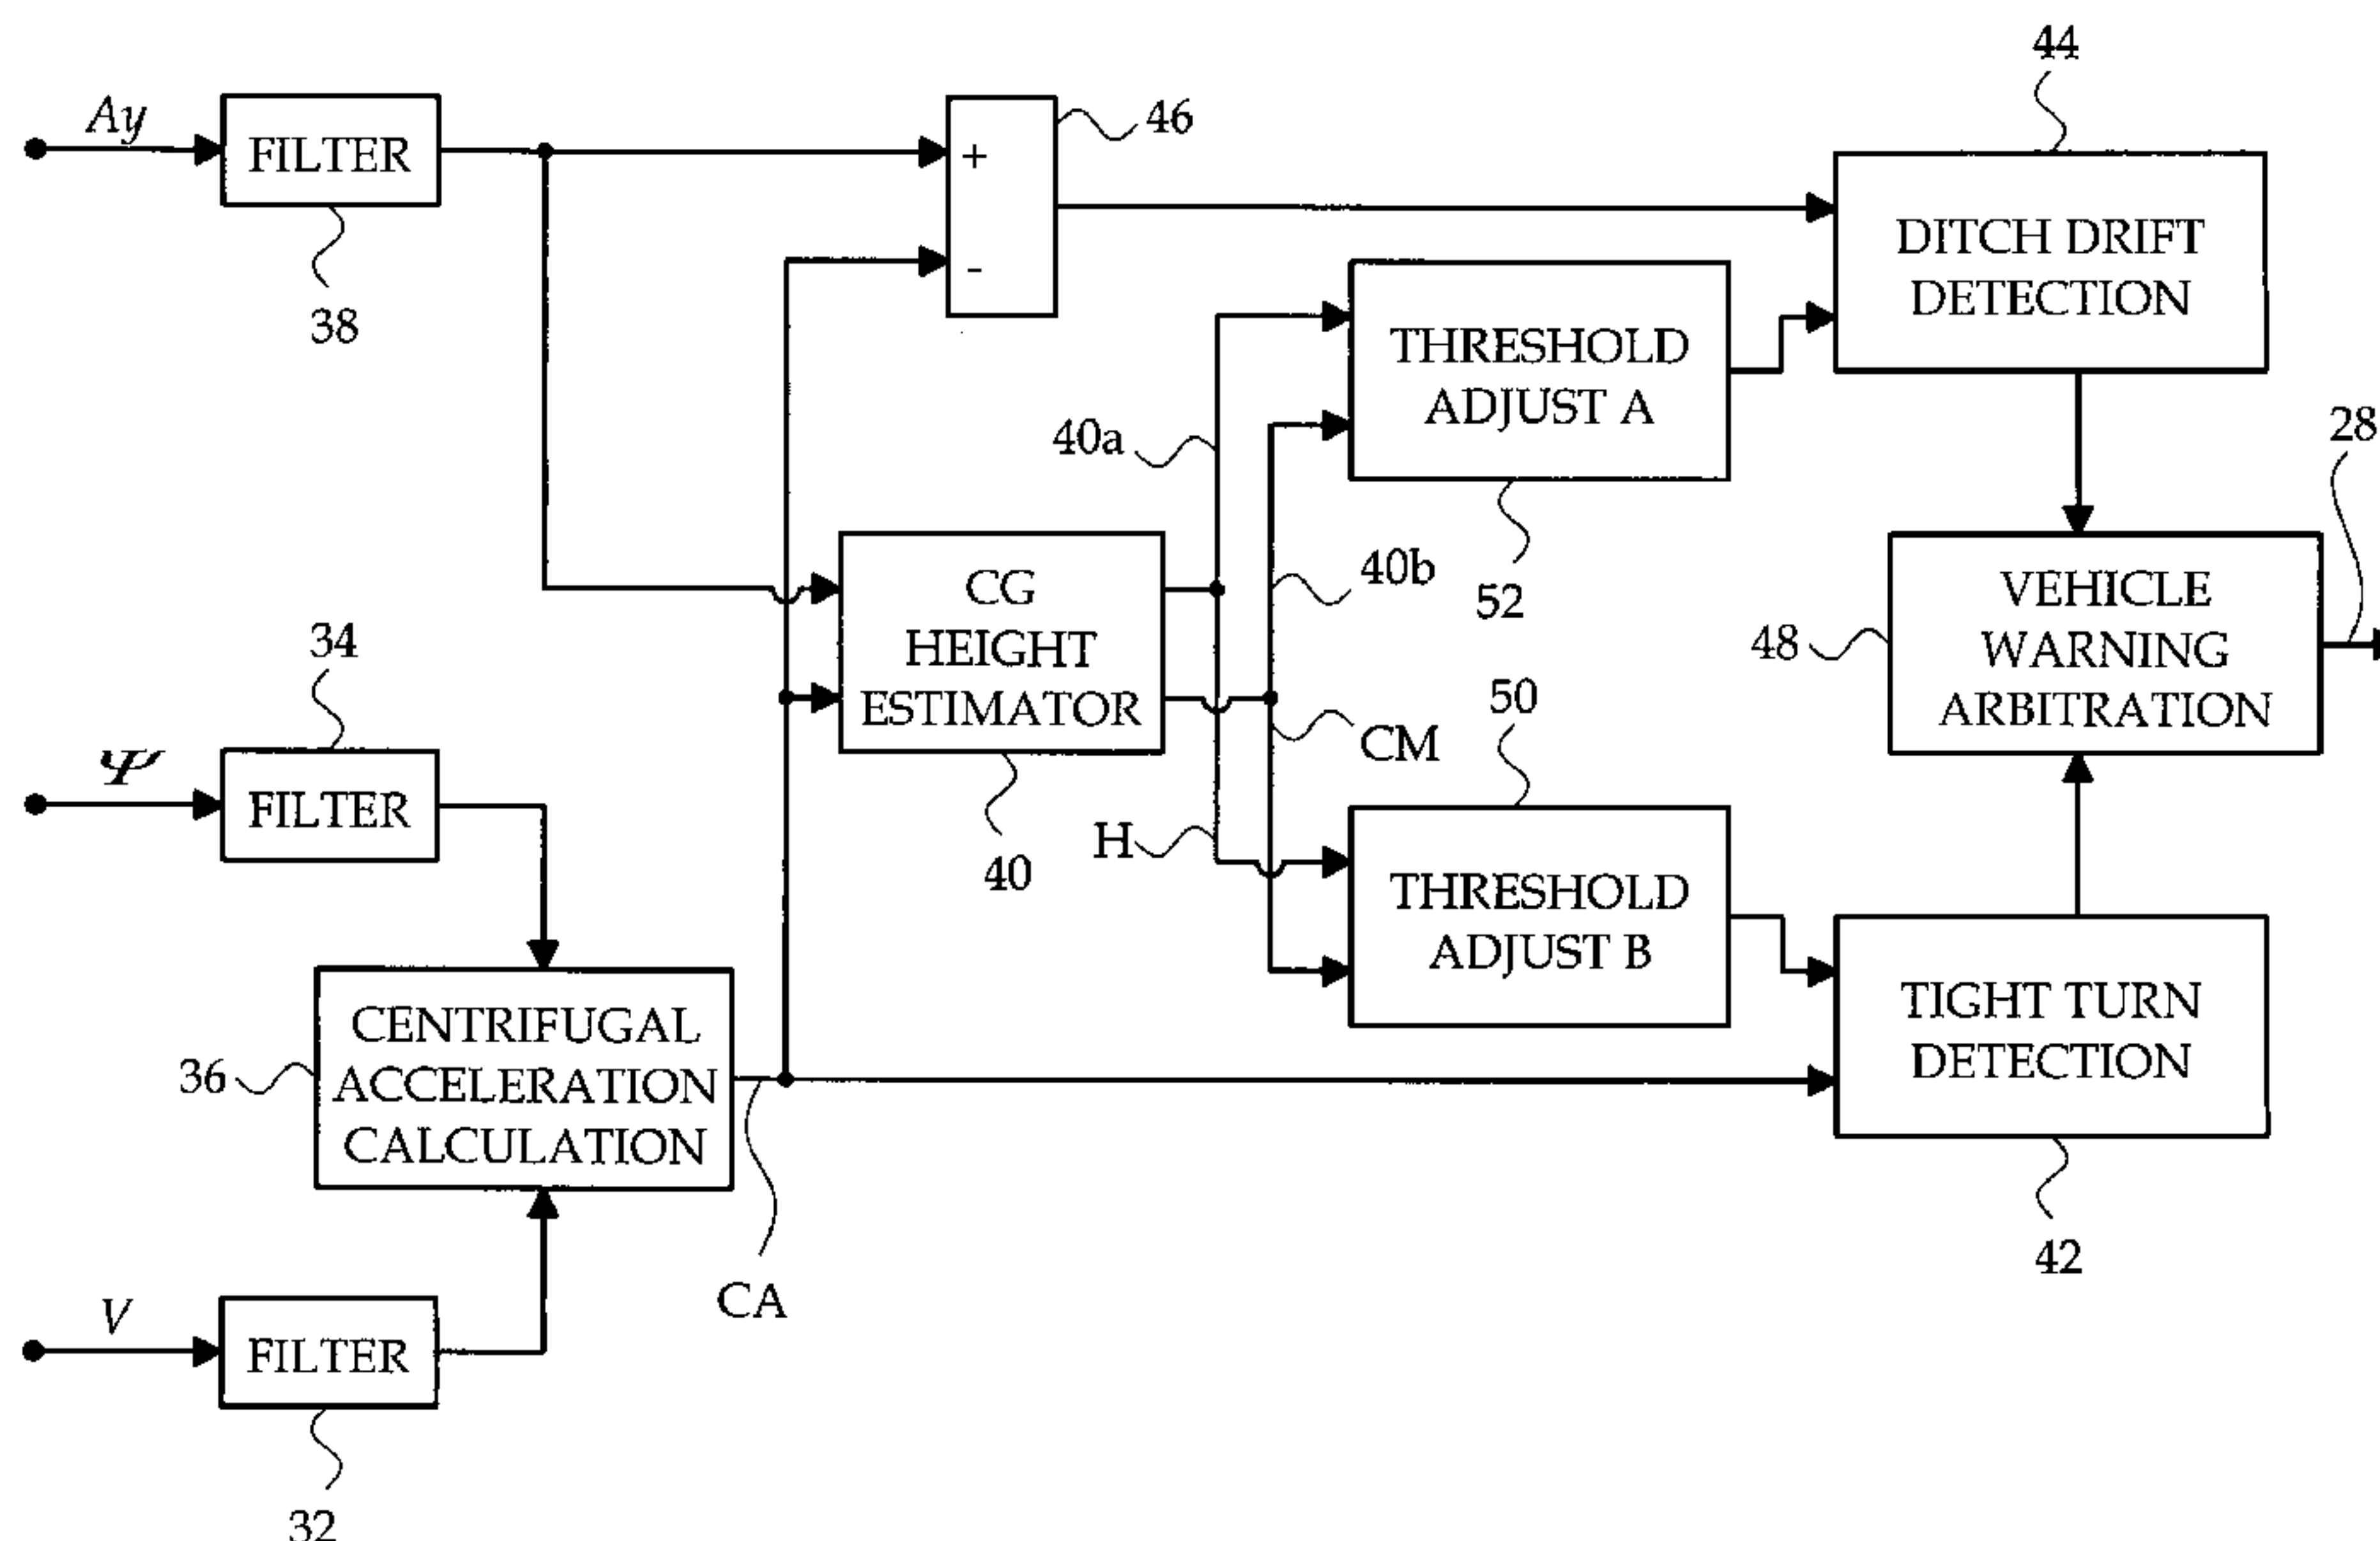 44
Ay
46
FILTER
+
38
-
DITCH DRIFT
DETECTION
THRESHOLD
ADJUST A
40a
28
52
40b
CG
HEIGHT
ESTIMATOR
VEHICLE
WARNING
ARBITRATION
48
34
50
CM
Ψ
FILTER
H
40
THRESHOLD
ADJUST B
TIGHT TURN
DETECTION
CENTRIFUGAL
ACCELERATION
CALCULATION
36
42
CA
V
FILTER
32